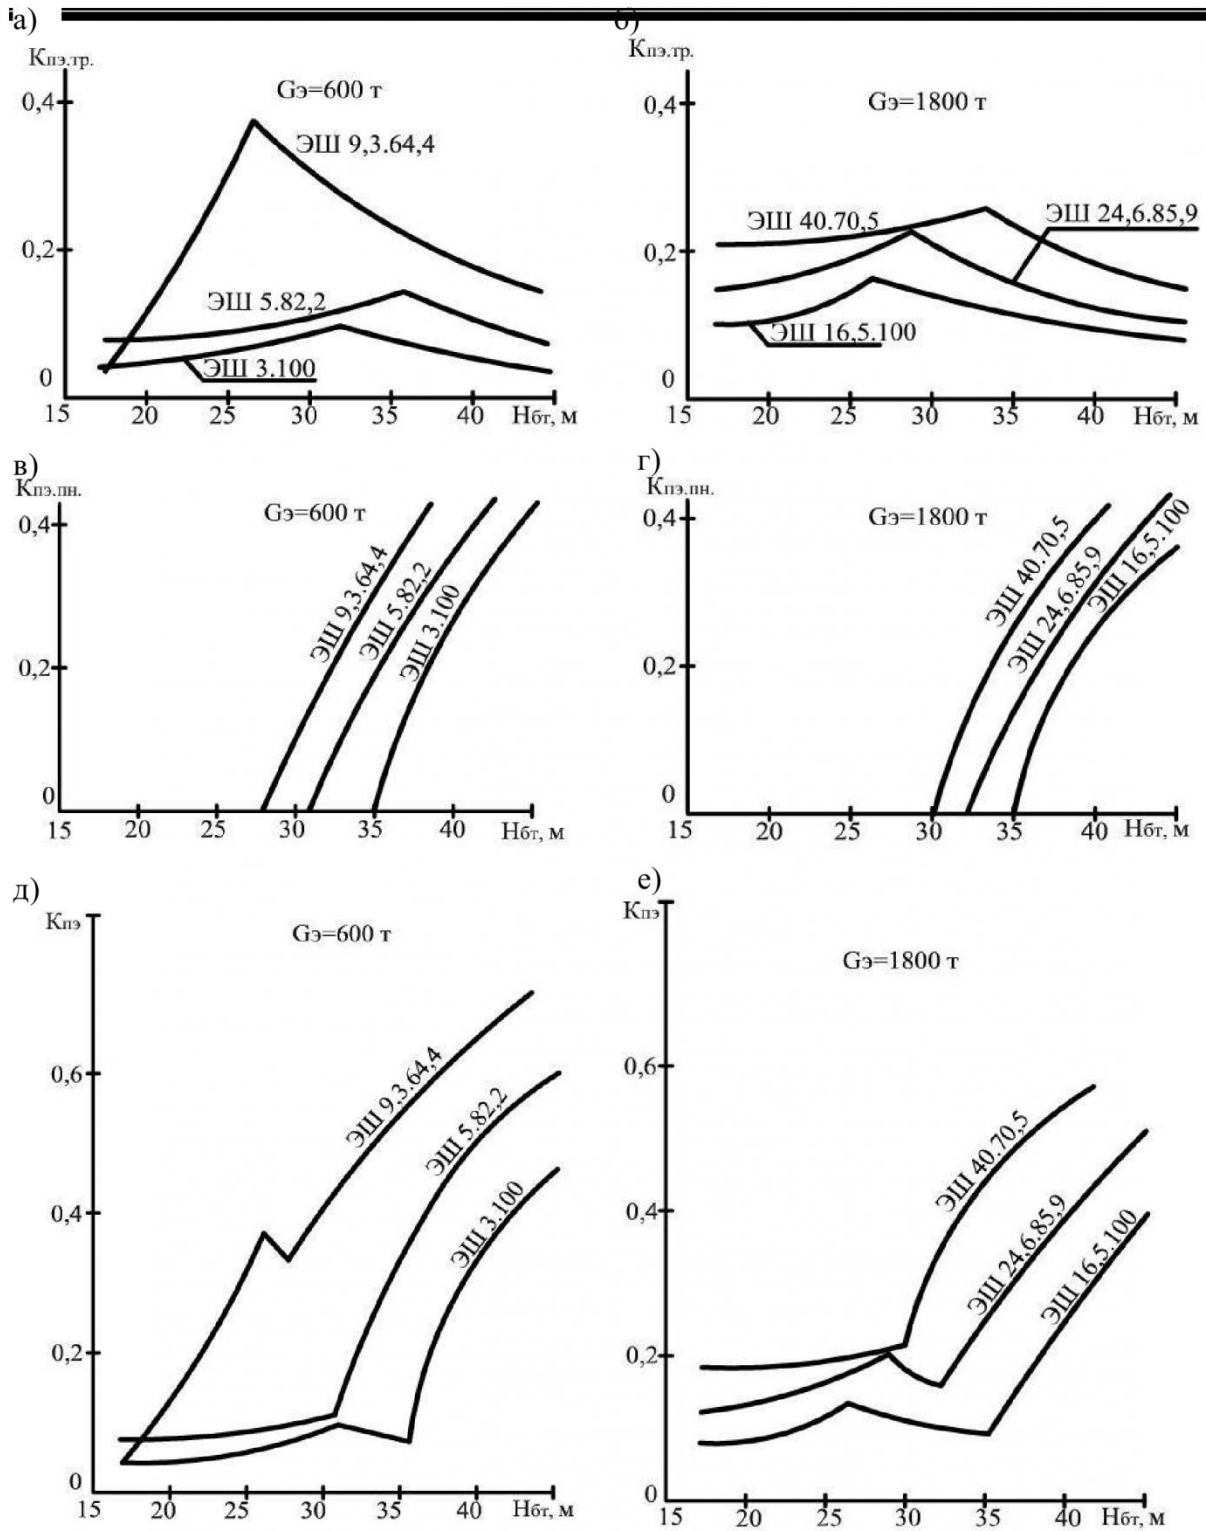 а)
Кпэ.тр.
Gэ=600 т
0,4
ЭШ 9,3.64,4
0,2
ЭШ 5.82,2
ЭШ 3.100
0
15 20 25 30 35 40 Нбт, м
б)
Кпэ.тр.
Gэ=1800 т
0,4
ЭШ 40.70,5
ЭШ 24,6.85,9
0,2
ЭШ 16,5.100
0
15 20 25 30 35 40 Нбт, м
в)
Кпэ.пн.
Gэ=600 т
0,4
ЭШ 9,3.64,4
ЭШ 5.82,2
ЭШ 3.100
0,2
0
15 20 25 30 35 40 Нбт, м
г)
Кпэ.пн.
Gэ=1800 т
0,4
ЭШ 40.70,5
ЭШ 24,6.85,9
ЭШ 16,5.100
0,2
0
15 20 25 30 35 40 Нбт, м
д)
Кпэ
Gэ=600 т
0,6
ЭШ 9,3.64,4
ЭШ 5.82,2
ЭШ 3.100
0,4
0,2
0
15 20 25 30 35 40 Нбт, м
е)
Кпэ
Gэ=1800 т
0,6
ЭШ 40.70,5
ЭШ 24,6.85,9
ЭШ 16,5.100
0,4
0,2
0
15 20 25 30 35 40 Нбт, м